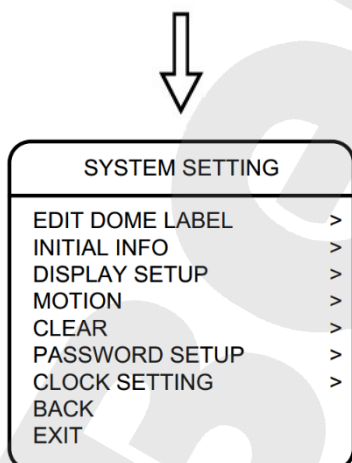 SYSTEM SETTING
EDIT DOME LABEL >
INITIAL INFO >
DISPLAY SETUP >
MOTION >
CLEAR >
PASSWORD SETUP >
CLOCK SETTING >
BACK
EXIT